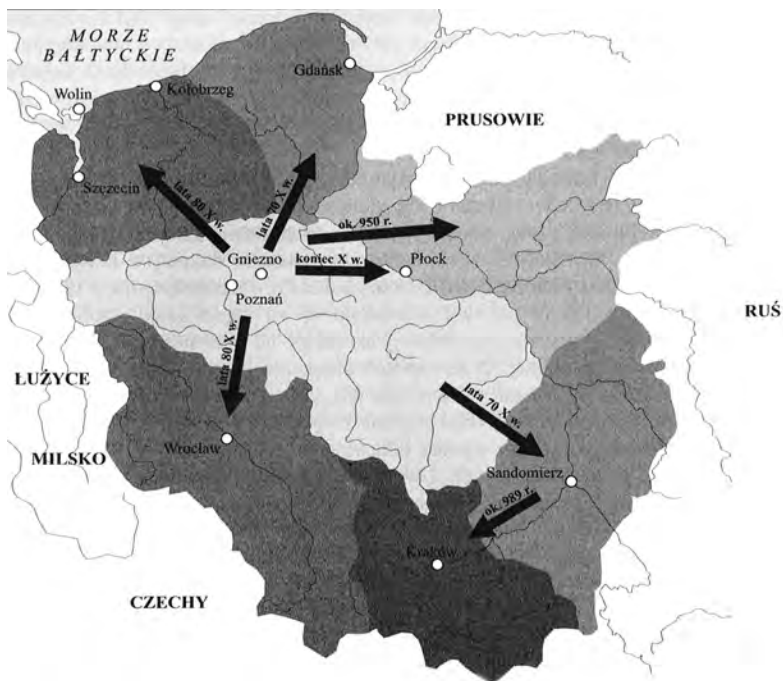 MORZE
BAŁTYCKIE
Gdańsk
Wolin
Kołobrzeg
PRUSOWIE
Szczecin
lata 80 X w.
lata 70 X w.
ok. 950 r.
Gniezno
koniec X w.
Płock
Poznań
RUŚ
lata 80 X w.
ŁUŻYCE
lata 70 X w.
Wrocław
MILSKO
Sandomierz
ok. 989 r.
Kraków
CZECHY